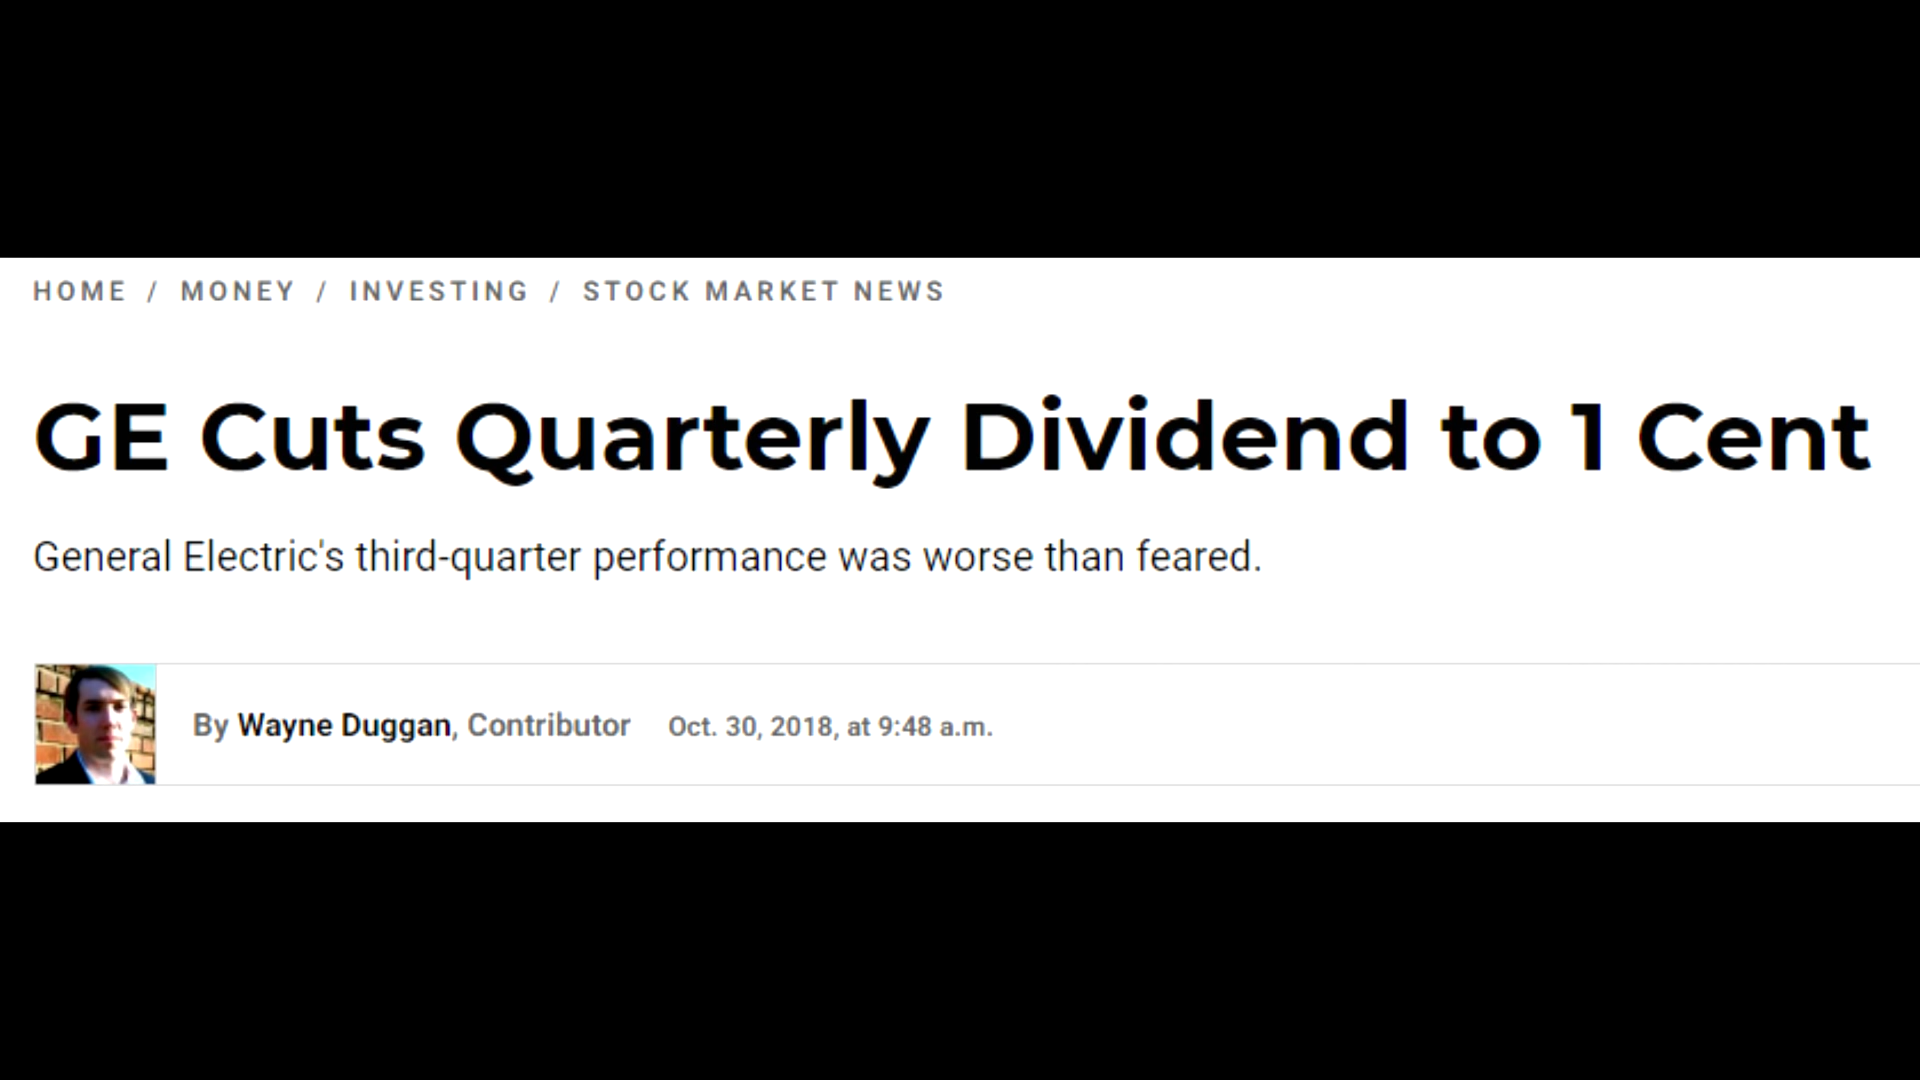 HOME / MONEY / INVESTING / STOCK MARKET NEWS
GE Cuts Quarterly Dividend to 1 Cent
General Electric's third-quarter performance was worse than feared.
By Wayne Duggan, Contributor Oct. 30, 2018, at 9:48 a.m.